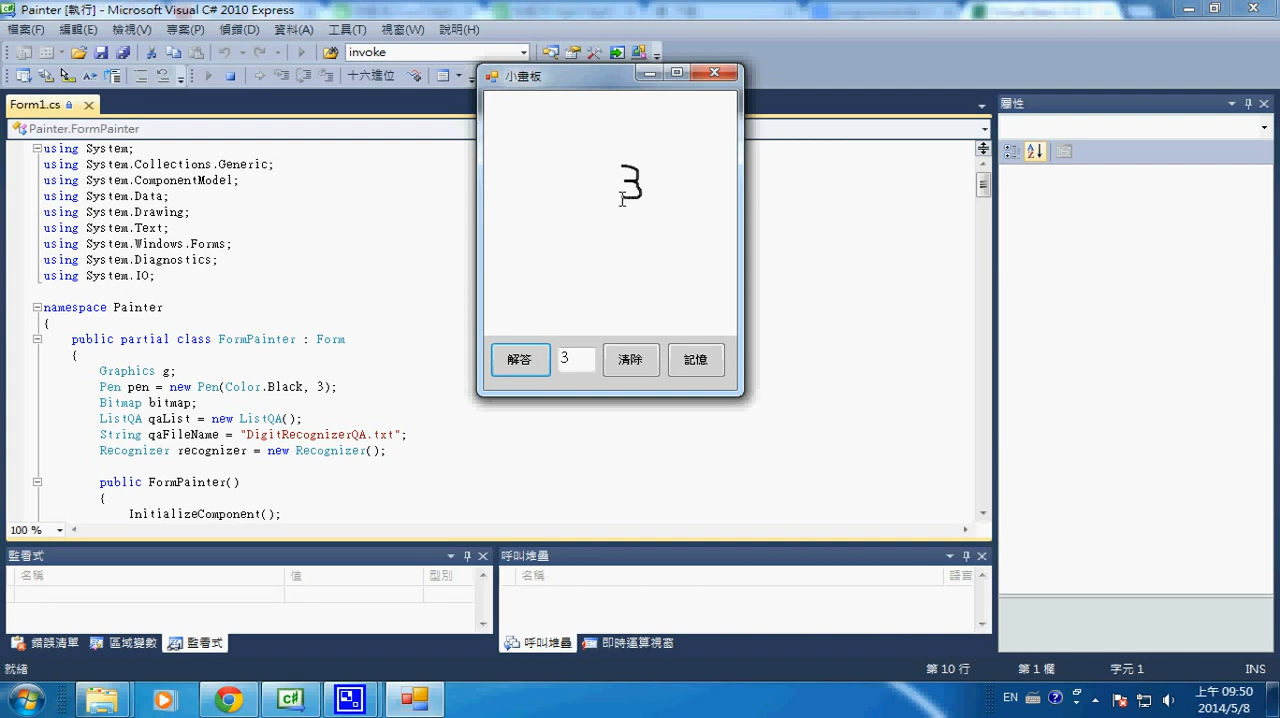 Painter [執行] - Microsoft Visual C# 2010 Express
檔案(F) 編輯(E) 檢視(V) 專案(P) 偵錯(D) 資料(A) 工具(T) 視窗(W) 說明(H)
invoke
十六進位
小畫板
3
解答 3 清除 記憶
Form1.cs
Painter.FormPainter
using System;
using System.Collections.Generic;
using System.ComponentModel;
using System.Data;
using System.Drawing;
using System.Text;
using System.Windows.Forms;
using System.Diagnostics;
using System.IO;
namespace Painter
{
public partial class FormPainter : Form
{
Graphics g;
Pen pen = new Pen(Color.Black, 3);
Bitmap bitmap;
ListQA qaList = new ListQA();
String qaFileName = "DigitRecognizerQA.txt";
Recognizer recognizer = new Recognizer();
public FormPainter()
{
InitializeComponent();
100 %
屬性
監看式
名稱 值 型別
呼叫堆疊
名稱 語言
錯誤清單 區域變數 監看式
呼叫堆疊 即時運算視窗
就緒 第 10 行 第 1 欄 字元 1 INS
EN 上午 09:50
2014/5/8